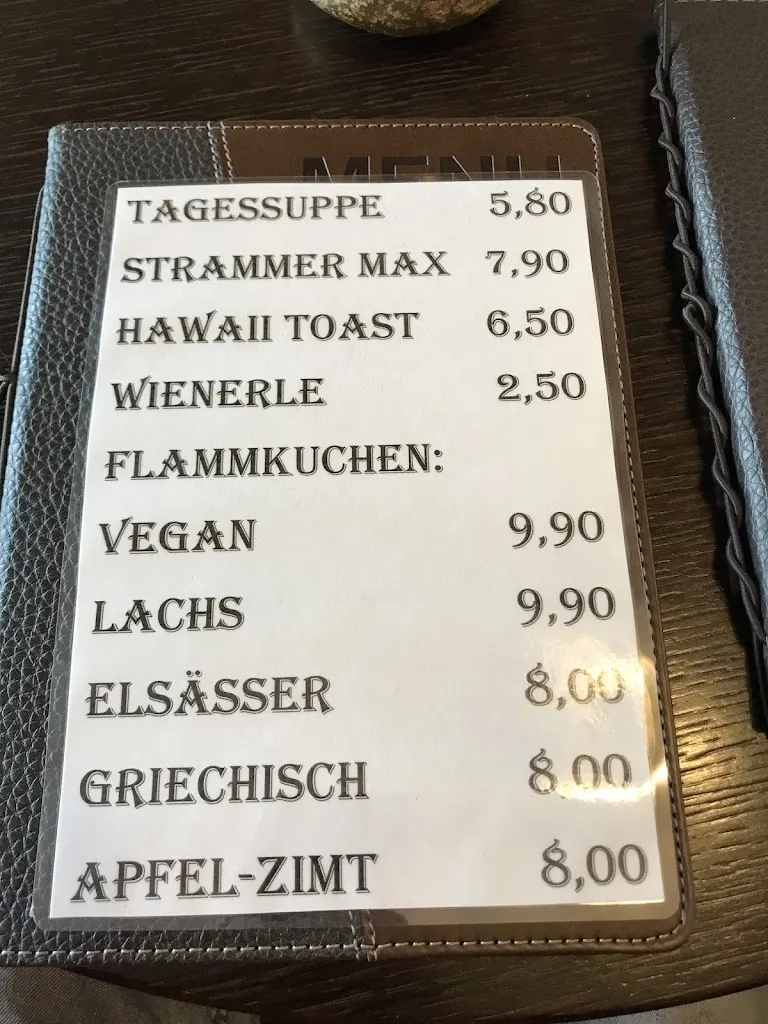 MENU
TAGESSUPPE 5,80
STRAMMER MAX 7,90
HAWAII TOAST 6,50
WIENERLE 2,50
FLAMMKUCHEN:
VEGAN 9,90
LACHS 9,90
ELSÄSSER 8,00
GRIECHISCH 8,00
APFEL-ZIMT 8,00